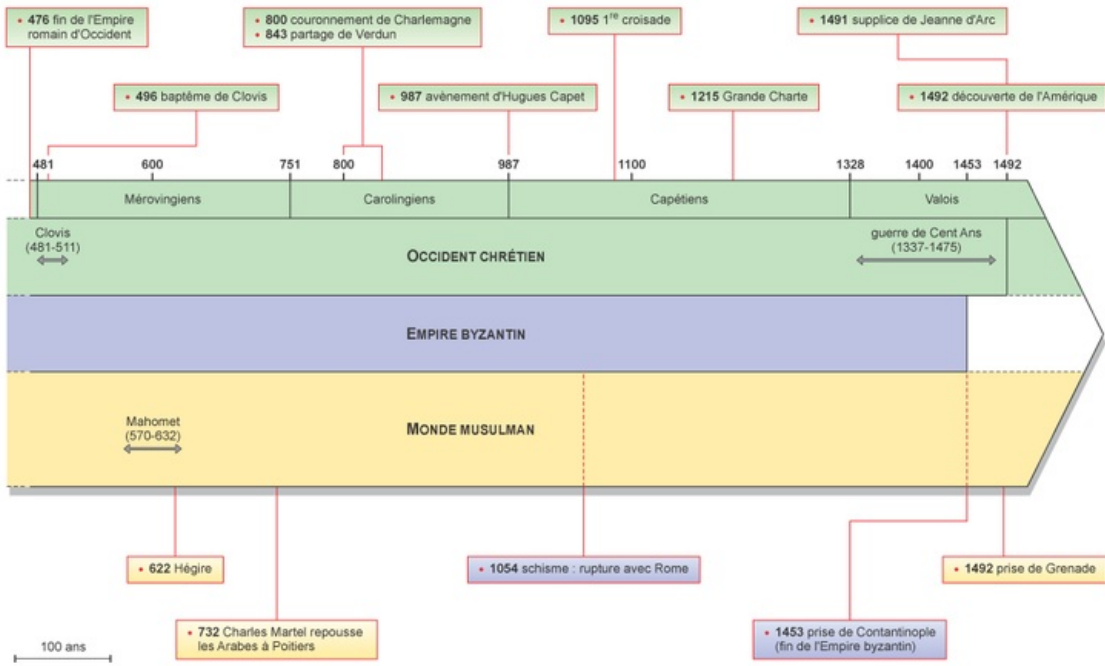 • 476 fin de l'Empire
romain d'Occident
• 800 couronnement de Charlemagne
• 843 partage de Verdun
• 1095 1re croisade
• 1491 supplice de Jeanne d'Arc
• 496 baptême de Clovis
• 987 avènement d'Hugues Capet
• 1215 Grande Charte
• 1492 découverte de l'Amérique
481 600 751 800 987 1100 1328 1400 1453 1492
Mérovingiens Carolingiens Capétiens Valois
Clovis
(481-511)
guerre de Cent Ans
(1337-1475)
OCCIDENT CHRÉTIEN
EMPIRE BYZANTIN
Mahomet
(570-632)
MONDE MUSULMAN
• 622 Hégire
• 1054 schisme : rupture avec Rome
• 1492 prise de Grenade
• 732 Charles Martel repousse
les Arabes à Poitiers
• 1453 prise de Contantinople
(fin de l'Empire byzantin)
100 ans